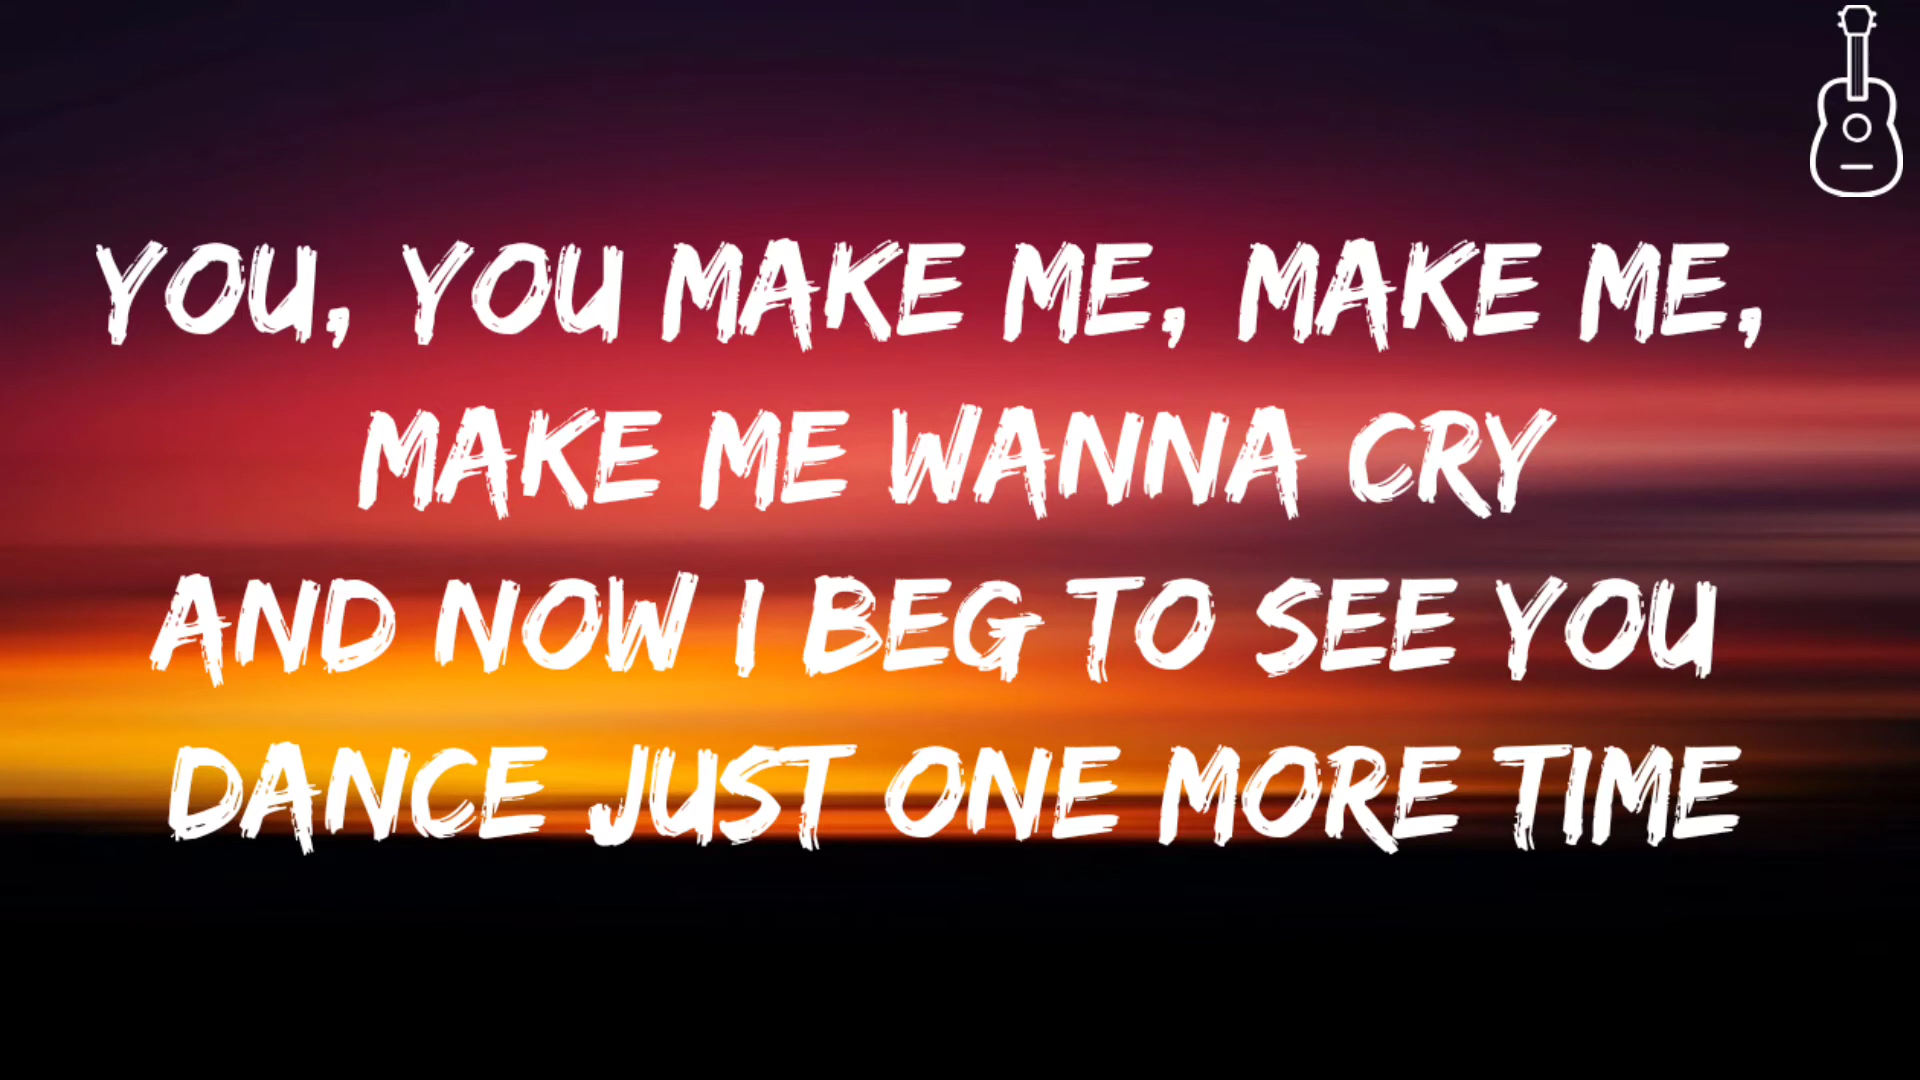 YOU, YOU MAKE ME, MAKE ME,
MAKE ME WANNA CRY
AND NOW I BEG TO SEE YOU
DANCE JUST ONE MORE TIME